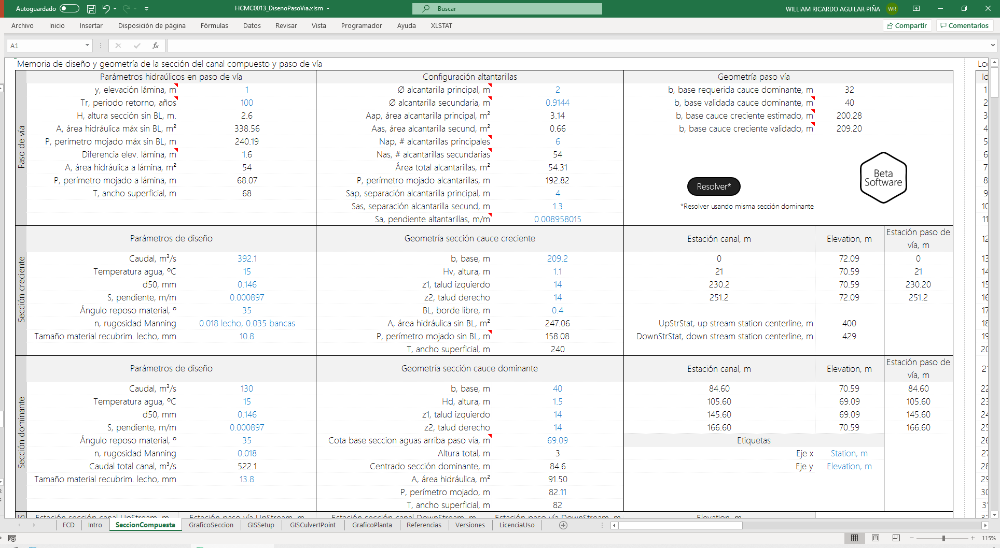 Autoguardado
HCMC0013_DisenoPasoVia.xlsm
Buscar
WILLIAM RICARDO AGUILAR PIÑA
WR
Archivo Inicio Insertar Disposición de página Fórmulas Datos Revisar Vista Programador Ayuda XLSTAT
Compartir Comentarios
A1
fx
Memoria de diseño y geometría de la sección del canal compuesto y paso de vía
Paso de vía
Parámetros hidraúlicos en paso de vía
y, elevación lámina, m 1
Tr, periodo retorno, años 100
H, altura sección sin BL, m. 2.6
A, área hidráulica máx sin BL, m² 338.56
P, perímetro mojado máx sin BL, m 240.19
Diferencia elev. lámina, m 1.6
A, área hidráulica a lámina, m² 54
P, perímetro mojado a lámina, m 68.07
T, ancho superficial, m 68
Configuración altantarillas
Ø alcantarilla principal, m 2
Ø alcantarilla secundaria, m 0.9144
Aap, área alcantarilla principal, m² 3.14
Aas, área alcantarilla secund, m² 0.66
Nap, # alcantarillas principales 6
Nas, # alcantarillas secundarias 54
Área total alcantarillas, m² 54.31
P, perímetro mojado alcantarillas, m 192.82
Sap, separación alcantarilla principal, m 4
Sas, separación alcantarilla secund, m 1.3
Sa, pendiente altantarillas, m/m 0.008958015
Geometría paso vía
b, base requerida cauce dominante, m 32
b, base validada cauce dominante, m 40
b, base cauce creciente estimado, m 200.28
b, base cauce creciente validado, m 209.20
Resolver*
*Resolver usando misma sección dominante
Beta
Software
Sección creciente
Parámetros de diseño
Caudal, m³/s 392.1
Temperatura agua, ºC 15
d50, mm 0.146
S, pendiente, m/m 0.000897
Ángulo reposo material, º 35
n, rugosidad Manning 0.018 lecho, 0.035 bancas
Tamaño material recubrim. lecho, mm 10.8
Geometría sección cauce creciente
b, base, m 209.2
Hv, altura, m 1.1
z1, talud izquierdo 14
z2, talud derecho 14
BL, borde libre, m 0.4
A, área hidráulica sin BL, m² 247.06
P, perímetro mojado sin BL, m 158.08
T, ancho superficial, m 240
Estación canal, m Elevation, m Estación paso de
vía, m
0 72.09 0
21 70.59 21
230.2 70.59 230.20
251.2 72.09 251.2
UpStrStat, up stream station centerline, m 400
DownStrStat, down stream station centerline, m 429
Sección dominante
Parámetros de diseño
Caudal, m³/s 130
Temperatura agua, ºC 15
d50, mm 0.146
S, pendiente, m/m 0.000897
Ángulo reposo material, º 35
n, rugosidad Manning 0.018
Caudal total canal, m³/s 522.1
Tamaño material recubrim. lecho, mm 13.8
Geometría sección cauce dominante
b, base, m 40
Hd, altura, m 1.5
z1, talud izquierdo 14
z2, talud derecho 14
Cota base seccion aguas arriba paso vía, m 69.09
Altura total, m 3
Centrado sección dominante, m 84.6
A, área hidráulica, m² 91.50
P, perímetro mojado, m 82.11
T, ancho superficial, m 82
Estación canal, m Elevation, m Estación paso de
vía, m
84.60 70.59 84.60
105.60 69.09 105.60
145.60 69.09 145.60
166.60 70.59 166.60
Etiquetas
Eje x Station, m
Eje y Elevation, m
Estación sección canal UpStream, m Estación paso vía UpStream, m Estación sección canal DownStream, m Estación paso vía DownStream, m Elevation, m
1
2
3
4
5
6
7
8
9
10
11
12
13
14
15
16
17
18
19
20
21
22
23
24
25
26
27
28
29
30
31
FCD Intro SeccionCompuesta GraficoSeccion GISSetup GISCulvertPoint GraficoPlanta Referencias Versiones LicenciaUso
115%